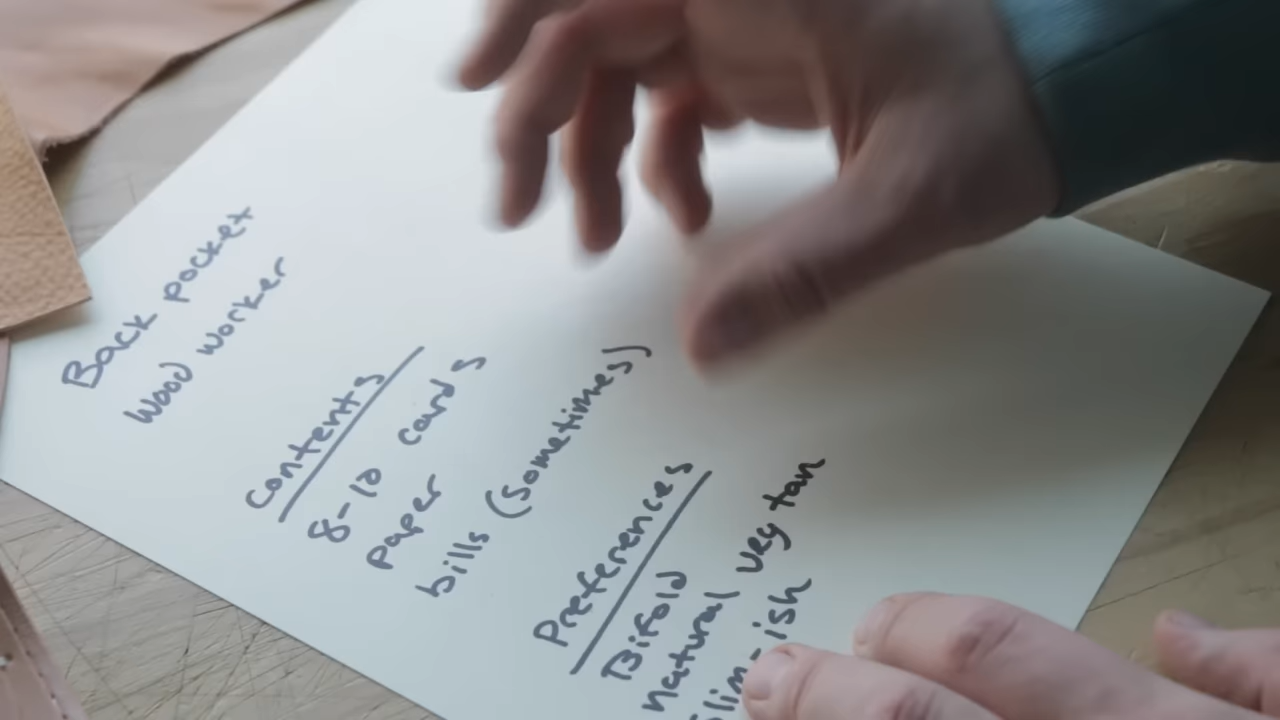 Back pocket
Wood worker
Contents
8-10 cards
paper
bills (Sometimes)
Preferences
Bifold
natural veg tan
Slim-ish